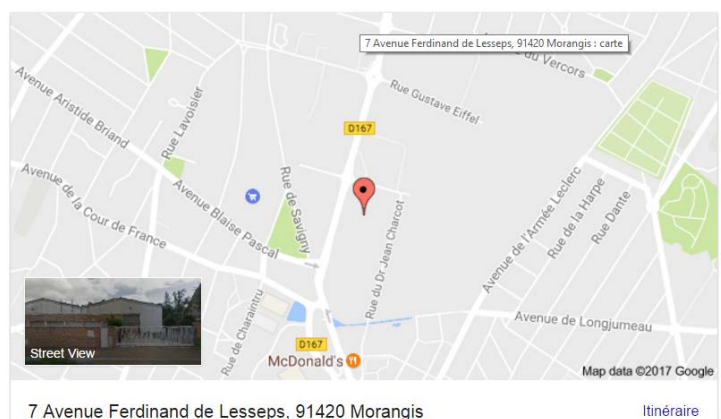 7 Avenue Ferdinand de Lesseps, 91420 Morangis : carte
du Vercors
Avenue Aristide Briand
Rue Lavoisier
Rue Gustave Eiffel
D167
Avenue de la Cour de France
Avenue Blaise Pascal
Rue de Savigny
Rue du Dr Jean Charcot
Avenue de l'Armée Leclerc
Rue de la Harpe
Rue Dante
Rue de Charaintru
Avenue de Longjumeau
D167
McDonald's
Street View
Map data ©2017 Google
7 Avenue Ferdinand de Lesseps, 91420 Morangis
Itinéraire